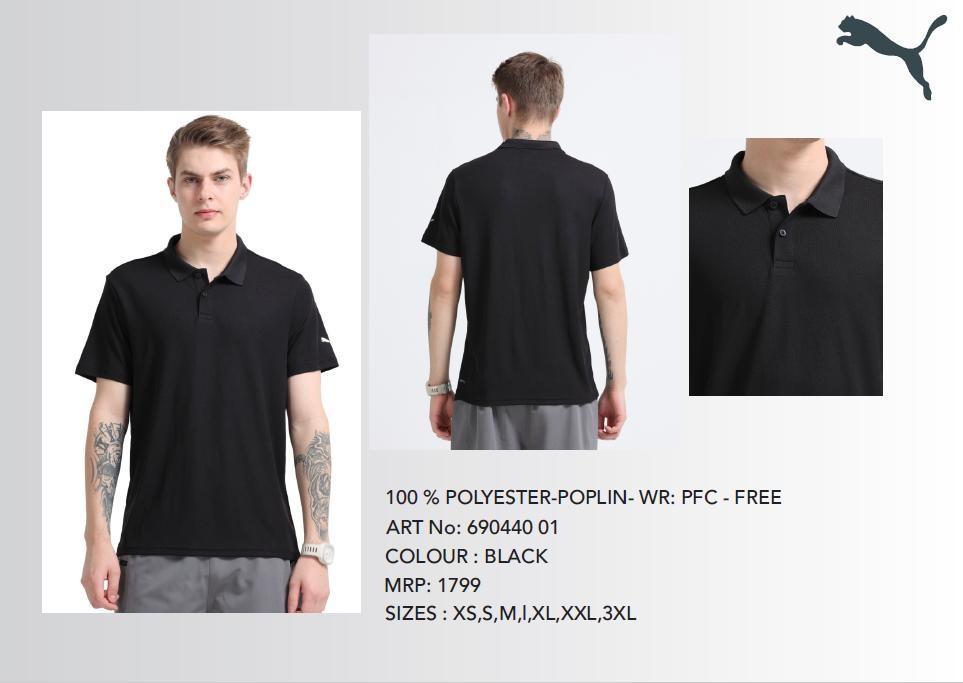 100 % POLYESTER-POPLIN- WR: PFC - FREE
ART No: 690440 01
COLOUR : BLACK
MRP: 1799
SIZES : XS,S,M,l,XL,XXL,3XL